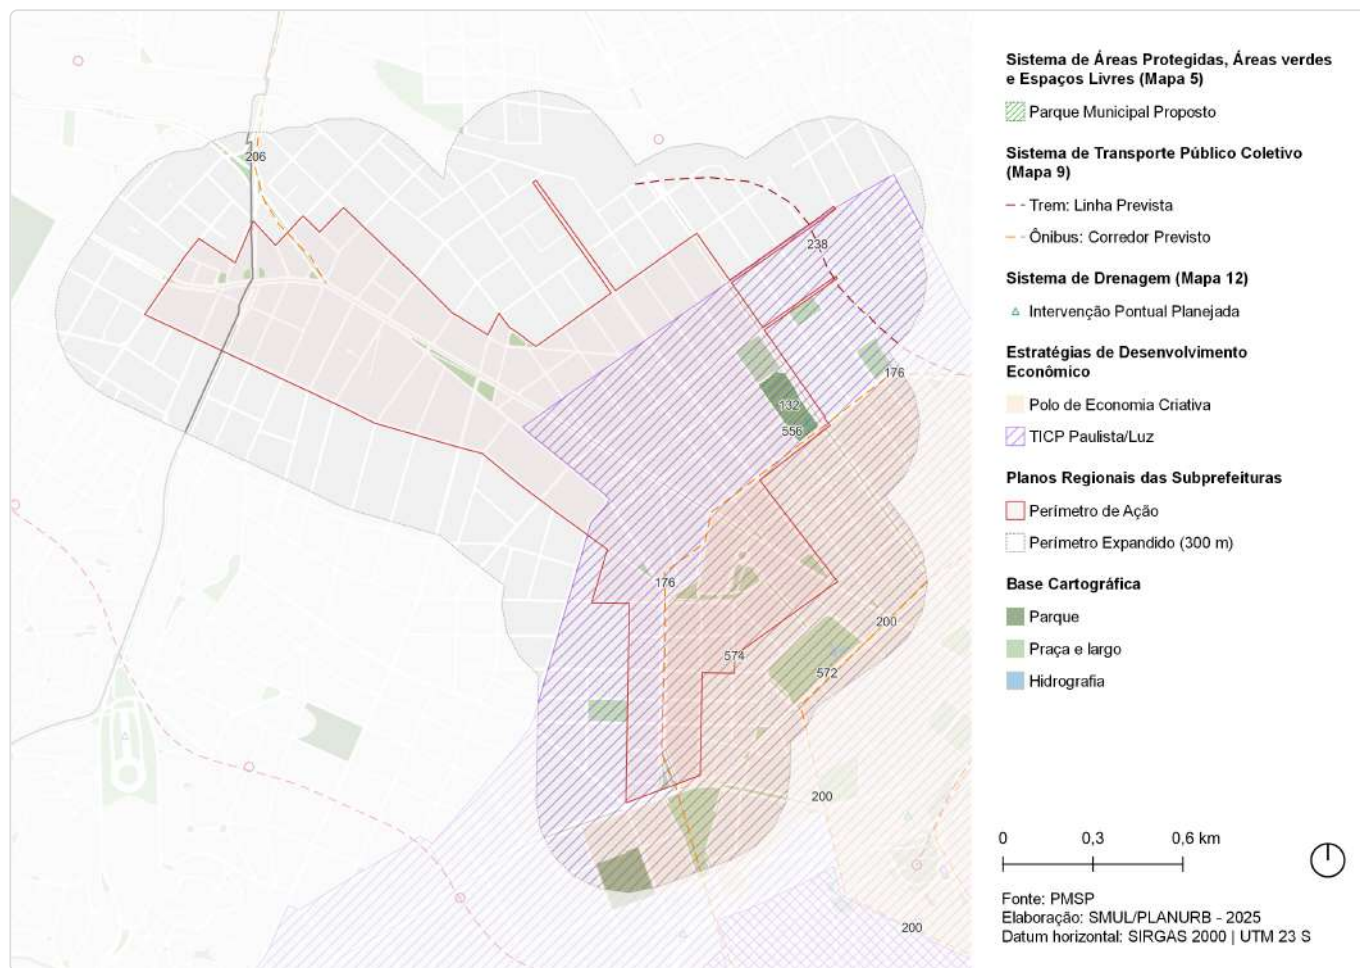 206
238
176
132
556
176
200
574
572
200
200
Sistema de Áreas Protegidas, Áreas verdes
e Espaços Livres (Mapa 5)
Parque Municipal Proposto
Sistema de Transporte Público Coletivo
(Mapa 9)
Trem: Linha Prevista
Ônibus: Corredor Previsto
Sistema de Drenagem (Mapa 12)
Intervenção Pontual Planejada
Estratégias de Desenvolvimento
Econômico
Polo de Economia Criativa
TICP Paulista/Luz
Planos Regionais das Subprefeituras
Perímetro de Ação
Perímetro Expandido (300 m)
Base Cartográfica
Parque
Praça e largo
Hidrografia
0 0,3 0,6 km
Fonte: PMSP
Elaboração: SMUL/PLANURB - 2025
Datum horizontal: SIRGAS 2000 | UTM 23 S